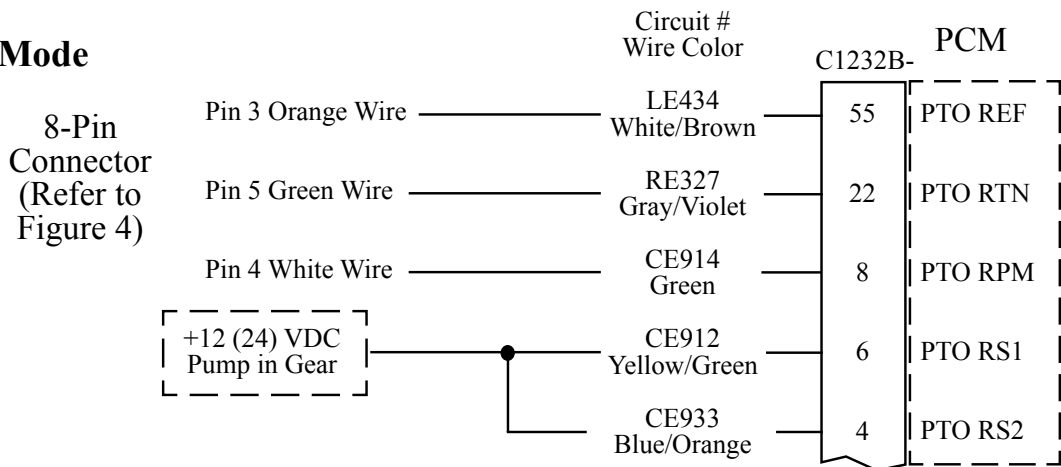 Mode
Circuit #
Wire Color
C1232B-
PCM
8-Pin
Connector
(Refer to
Figure 4)
Pin 3 Orange Wire
LE434
White/Brown
55
PTO REF
Pin 5 Green Wire
RE327
Gray/Violet
22
PTO RTN
Pin 4 White Wire
CE914
Green
8
PTO RPM
+12 (24) VDC
Pump in Gear
CE912
Yellow/Green
6
PTO RS1
CE933
Blue/Orange
4
PTO RS2